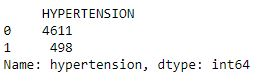 HYPERTENSION
0 4611
1 498
Name: hypertension, dtype: int64